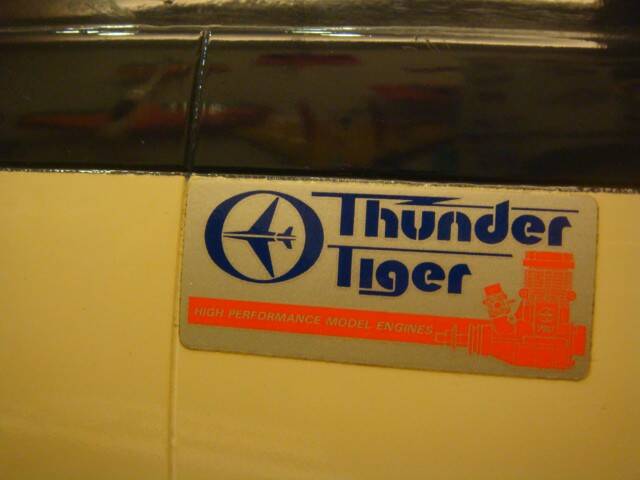 Thunder
Tiger
HIGH PERFORMANCE MODEL ENGINES